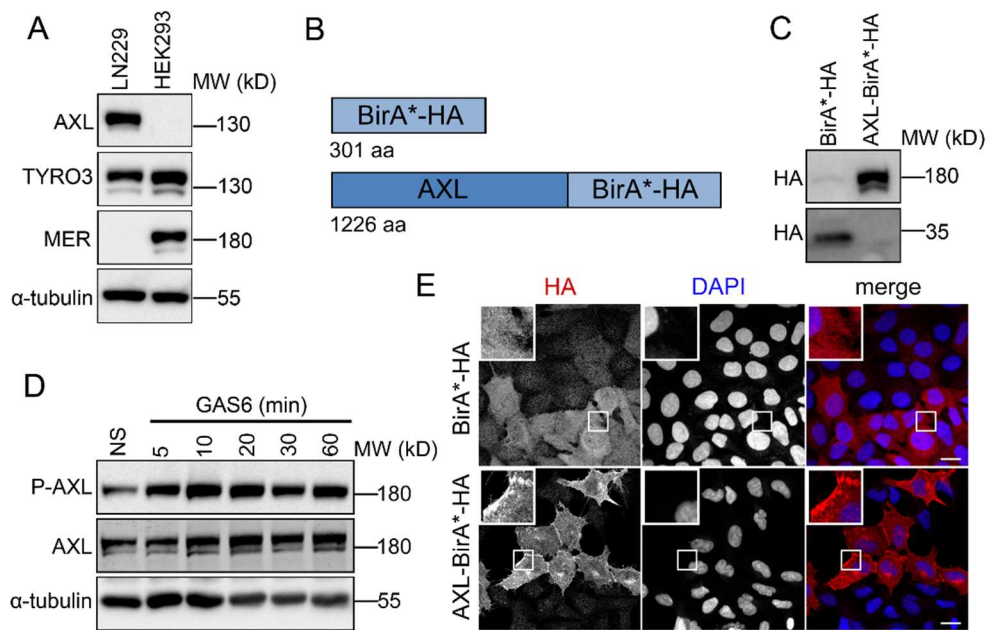 A
LN229
HEK293
MW (kD)
AXL
130
TYRO3
130
MER
180
α-tubulin
55
B
BirA*-HA
301 aa
AXL
BirA*-HA
1226 aa
C
BirA*-HA
AXL-BirA*-HA
MW (kD)
HA
180
HA
35
D
GAS6 (min)
NS
5
10
20
30
60
MW (kD)
P-AXL
180
AXL
180
α-tubulin
55
E
HA
DAPI
merge
BirA*-HA
AXL-BirA*-HA